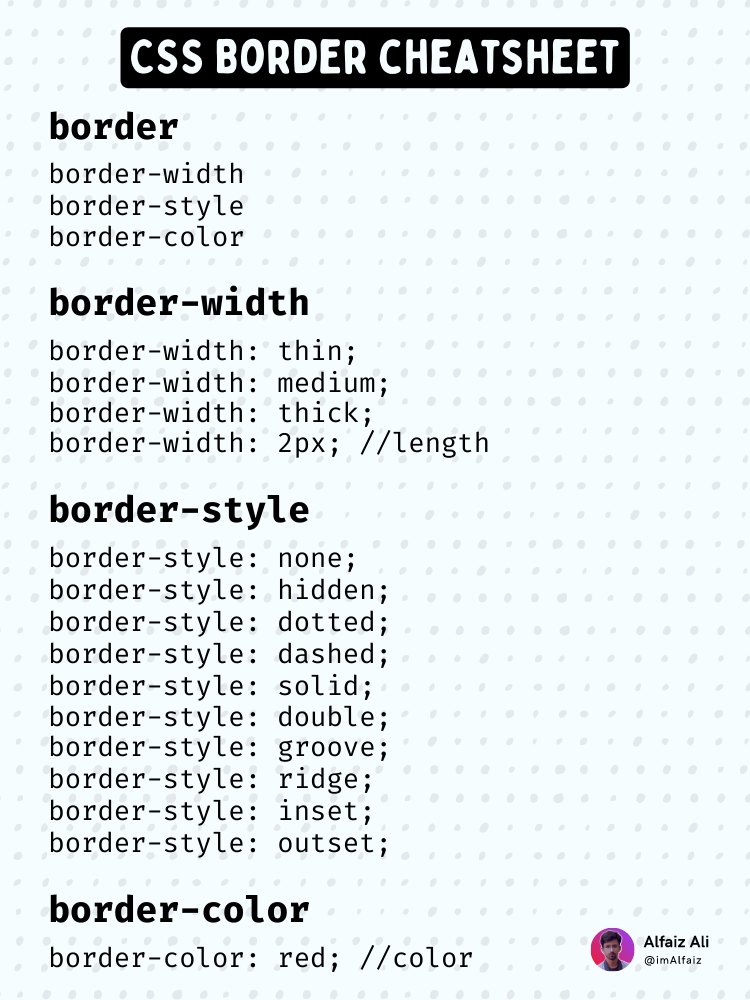 CSS BORDER CHEATSHEET
border
border-width
border-style
border-color
border-width
border-width: thin;
border-width: medium;
border-width: thick;
border-width: 2px; //length
border-style
border-style: none;
border-style: hidden;
border-style: dotted;
border-style: dashed;
border-style: solid;
border-style: double;
border-style: groove;
border-style: ridge;
border-style: inset;
border-style: outset;
border-color
border-color: red; //color
Alfaiz Ali
@imAlfaiz